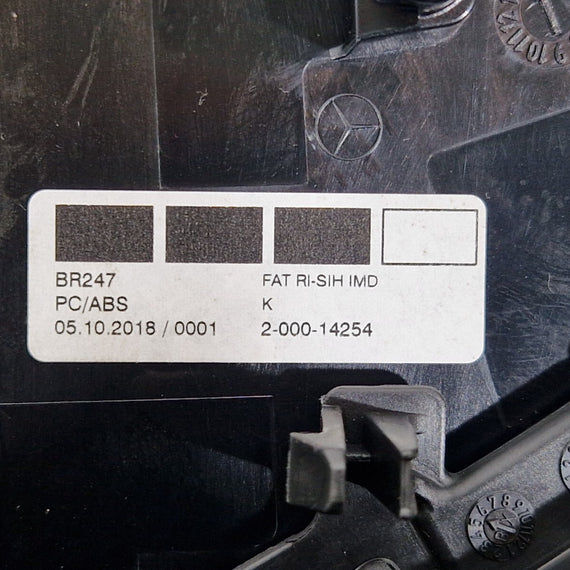 BR247
FAT RI-SIH IMD
PC/ABS
K
05.10.2018 / 0001
2-000-14254